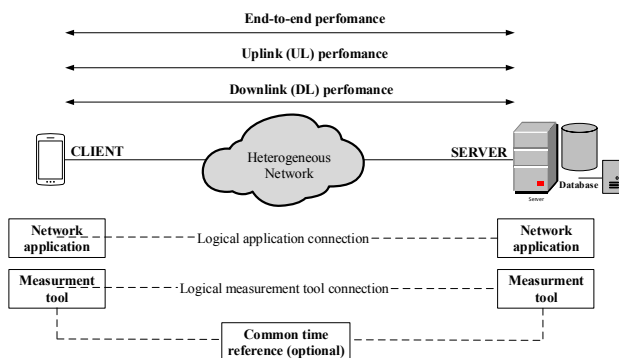 End-to-end perfomance
Uplink (UL) perfomance
Downlink (DL) perfomance
CLIENT
Heterogeneous
Network
SERVER
Database
Server
Network
application
Logical application connection
Network
application
Measurment
tool
Logical measurement tool connection
Measurment
tool
Common time
reference (optional)